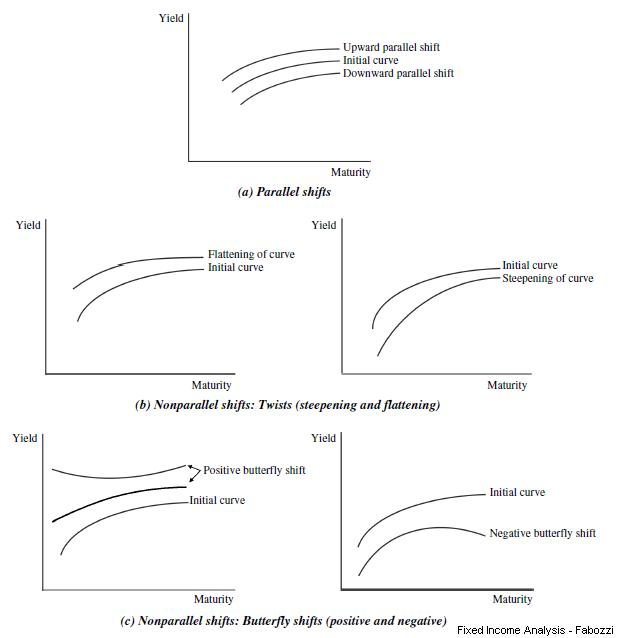 Yield
Upward parallel shift
Initial curve
Downward parallel shift
Maturity
(a) Parallel shifts
Yield
Flattening of curve
Initial curve
Maturity
Yield
Initial curve
Steepening of curve
Maturity
(b) Nonparallel shifts: Twists (steepening and flattening)
Yield
Positive butterfly shift
Initial curve
Maturity
Yield
Initial curve
Negative butterfly shift
Maturity
(c) Nonparallel shifts: Butterfly shifts (positive and negative)
Fixed Income Analysis - Fabozzi